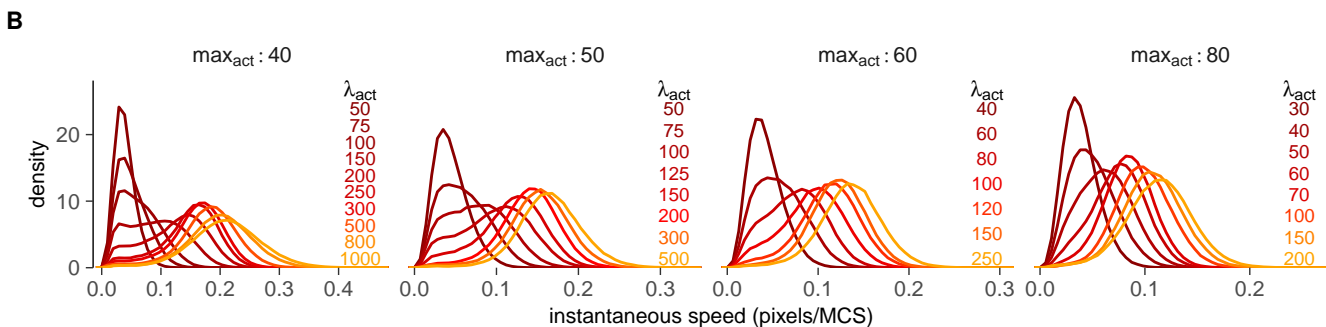 B
max_act : 40
max_act : 50
max_act : 60
max_act : 80
density
20
10
0
λ_act
50
75
100
150
200
250
300
500
800
1000
λ_act
50
75
100
125
150
200
300
500
λ_act
40
60
80
100
120
150
250
λ_act
30
40
50
60
70
100
150
200
0.0 0.1 0.2 0.3 0.4
0.0 0.1 0.2 0.3
0.0 0.1 0.2 0.3
0.0 0.1 0.2
instantaneous speed (pixels/MCS)